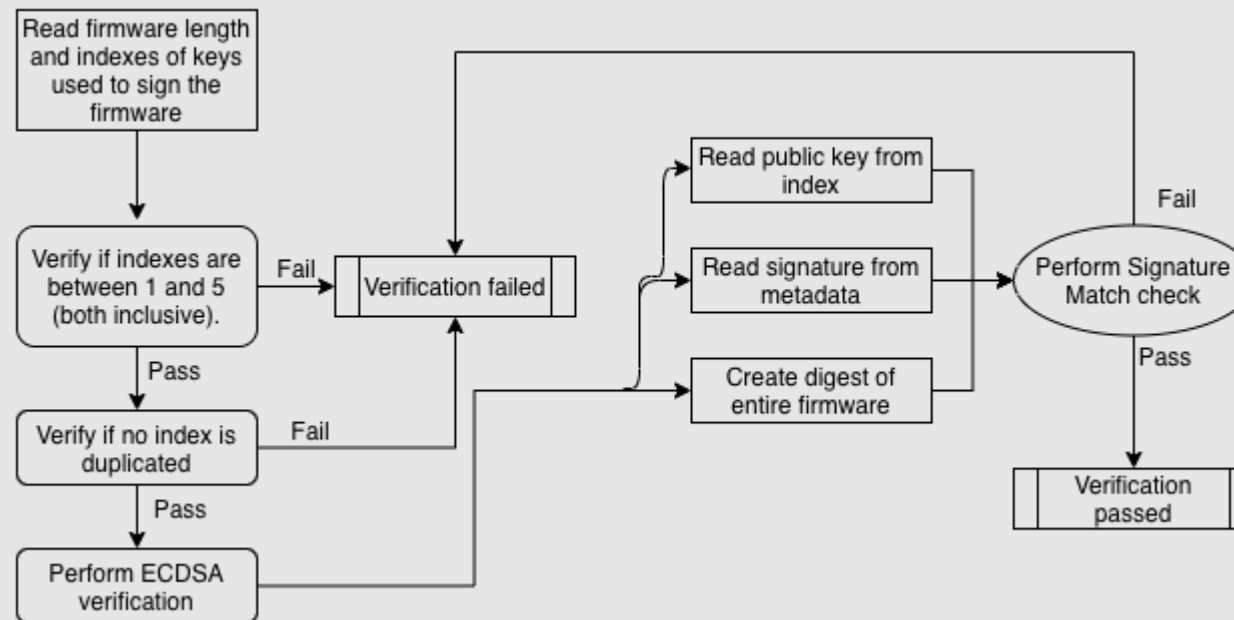 Read firmware length
and indexes of keys
used to sign the
firmware
Verify if indexes are
between 1 and 5
(both inclusive).
Fail
Verification failed
Pass
Verify if no index is
duplicated
Fail
Pass
Perform ECDSA
verification
Read public key from
index
Read signature from
metadata
Create digest of
entire firmware
Fail
Perform Signature
Match check
Pass
Verification
passed